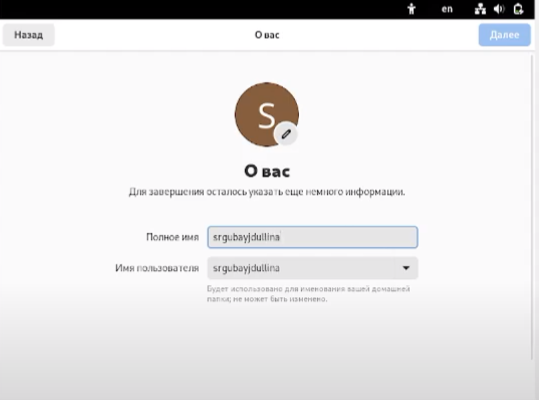 en
Назад
О вас
Далее
S
О вас
Для завершения осталось указать еще немного информации.
Полное имя srgubayjdullina
Имя пользователя srgubayjdullina
Будет использовано для именования вашей домашней
папки; не может быть изменено.